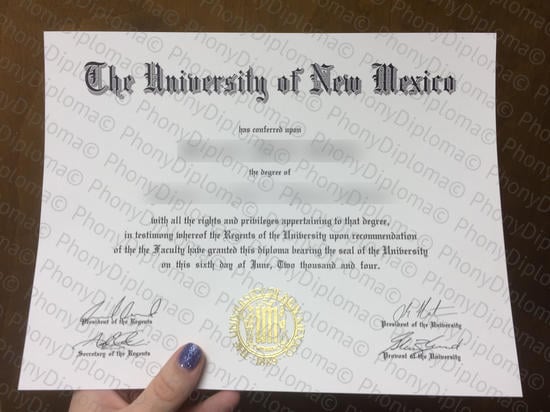 The University of New Mexico
has conferred upon
the degree of
with all the rights and privileges appertaining to that degree,
in testimony whereof the Regents of the University upon recommendation
of the the Faculty have granted this diploma bearing the seal of the University
on this sixth day of June, Two thousand and four.
President of the Regents
President of the University
Secretary of the Regents
Provost of the University
PhonyDiploma©